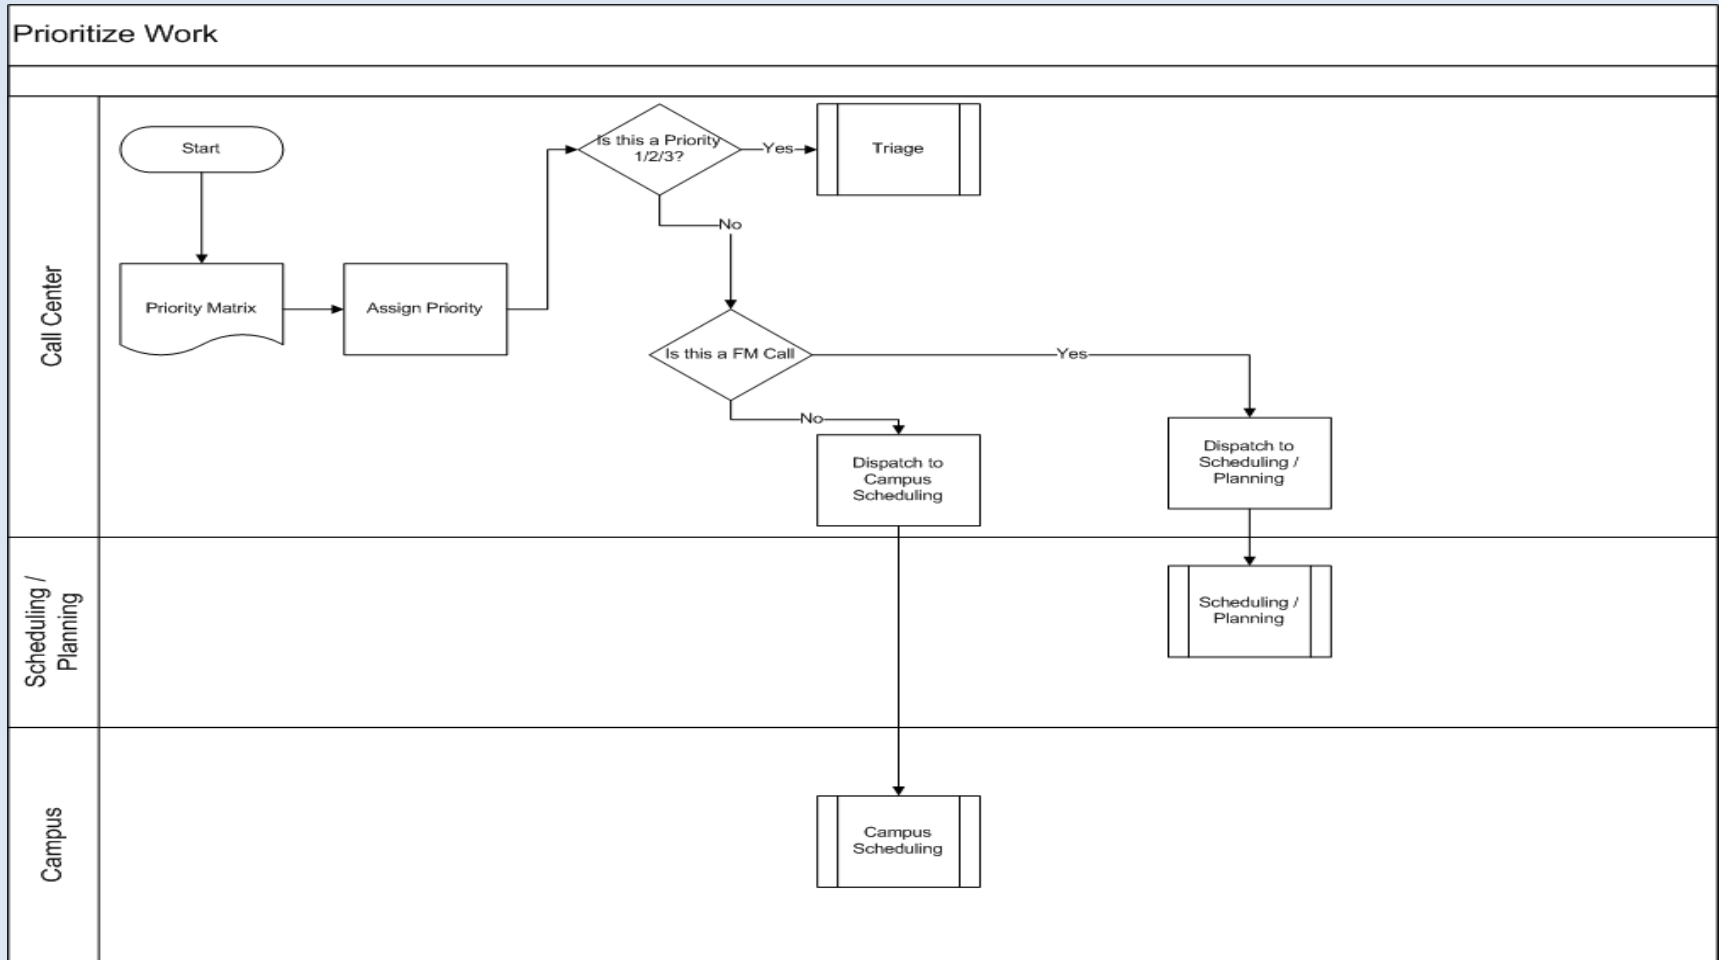 Prioritize Work
Call Center
Start
Is this a Priority
1/2/3?
Yes
Triage
No
Priority Matrix
Assign Priority
Is this a FM Call
Yes
No
Dispatch to
Campus
Scheduling
Dispatch to
Scheduling /
Planning
Scheduling /
Planning
Scheduling /
Planning
Campus
Campus
Scheduling